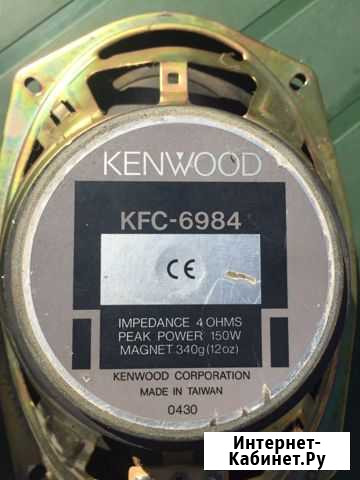 KENWOOD
KFC-6984
CE
IMPEDANCE 4 OHMS
PEAK POWER 150W
MAGNET 340g (12oz)
KENWOOD CORPORATION
MADE IN TAIWAN
0430
Интернет-
Кабинет.Ру